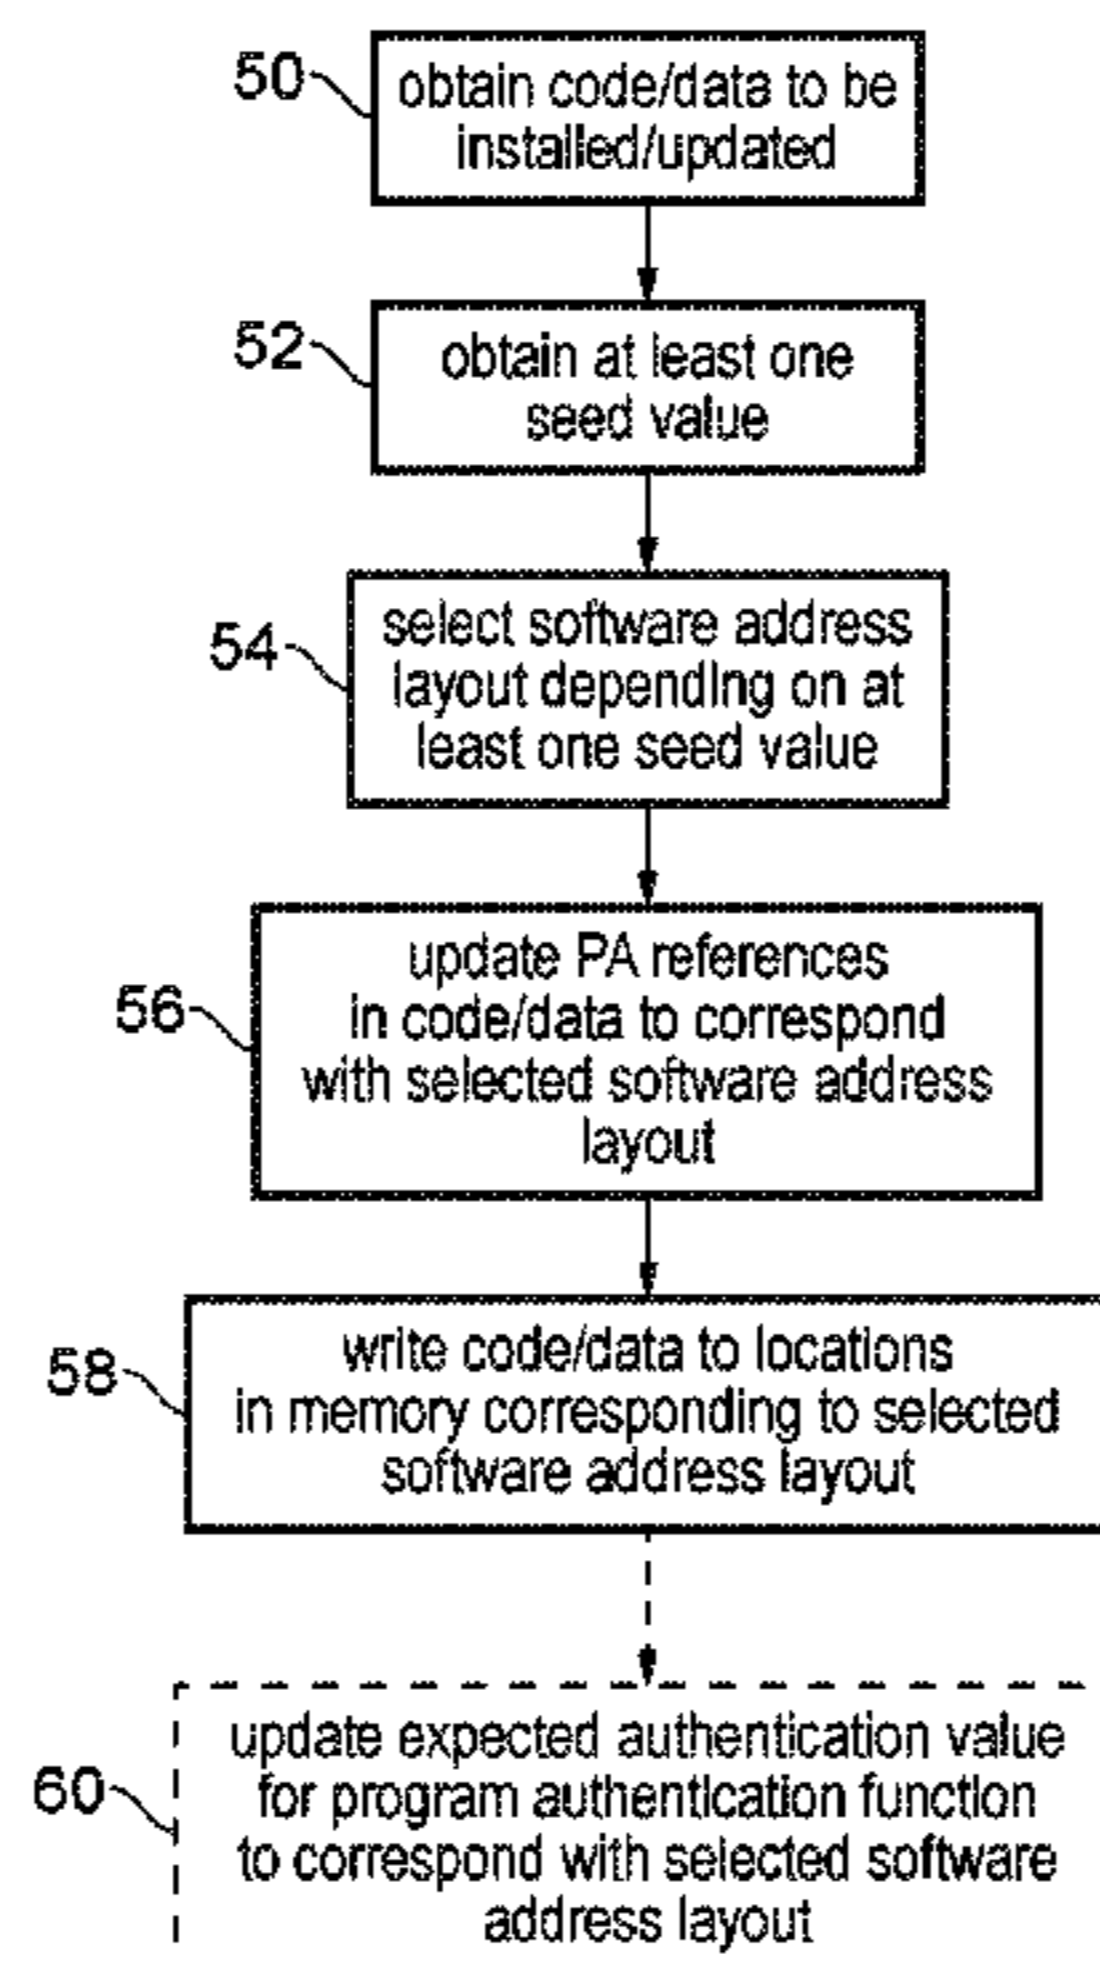 50
obtain code/data to be
installed/updated
52
obtain at least one
seed value
54
select software address
layout depending on at
least one seed value
56
update PA references
in code/data to correspond
with selected software address
layout
58
write code/data to locations
in memory corresponding to selected
software address layout
60
update expected authentication value
for program authentication function
to correspond with selected software
address layout